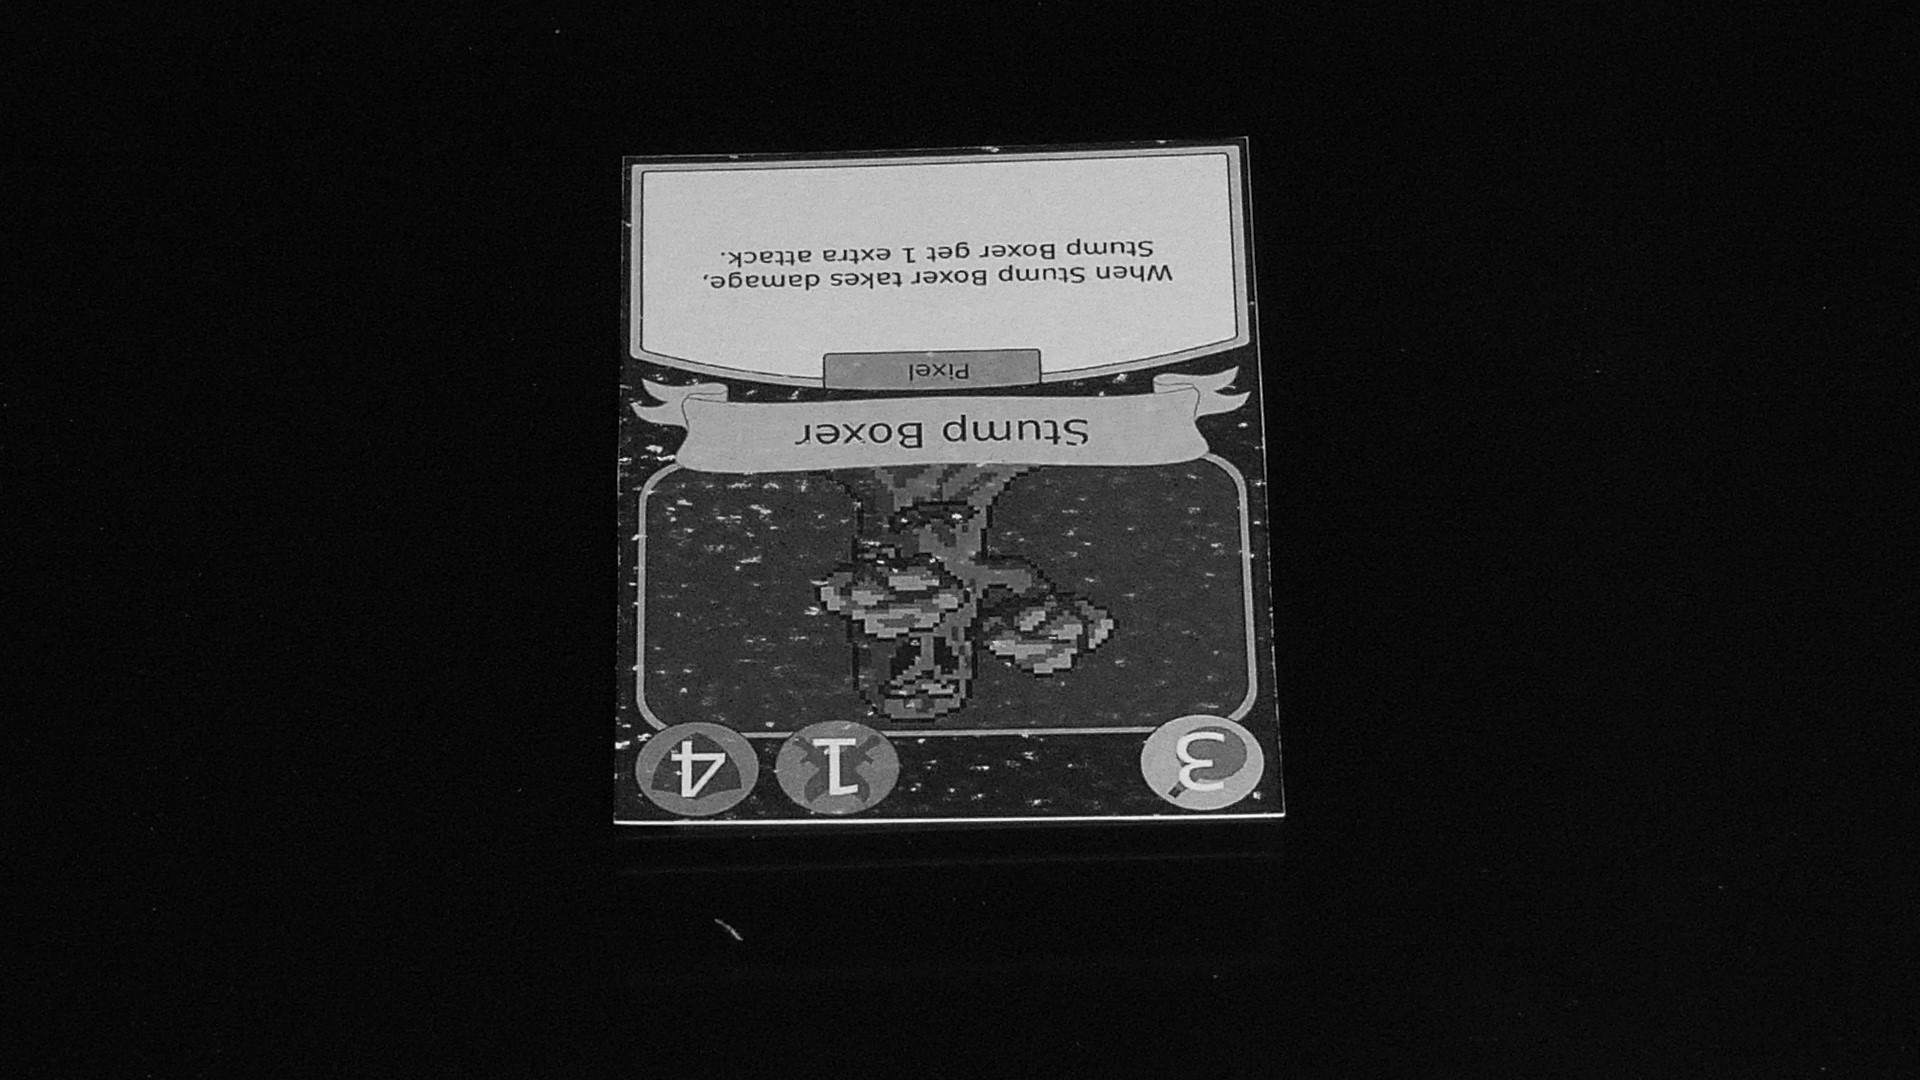 3 1 4
Stump Boxer
Pixel
When Stump Boxer takes damage,
Stump Boxer get 1 extra attack.